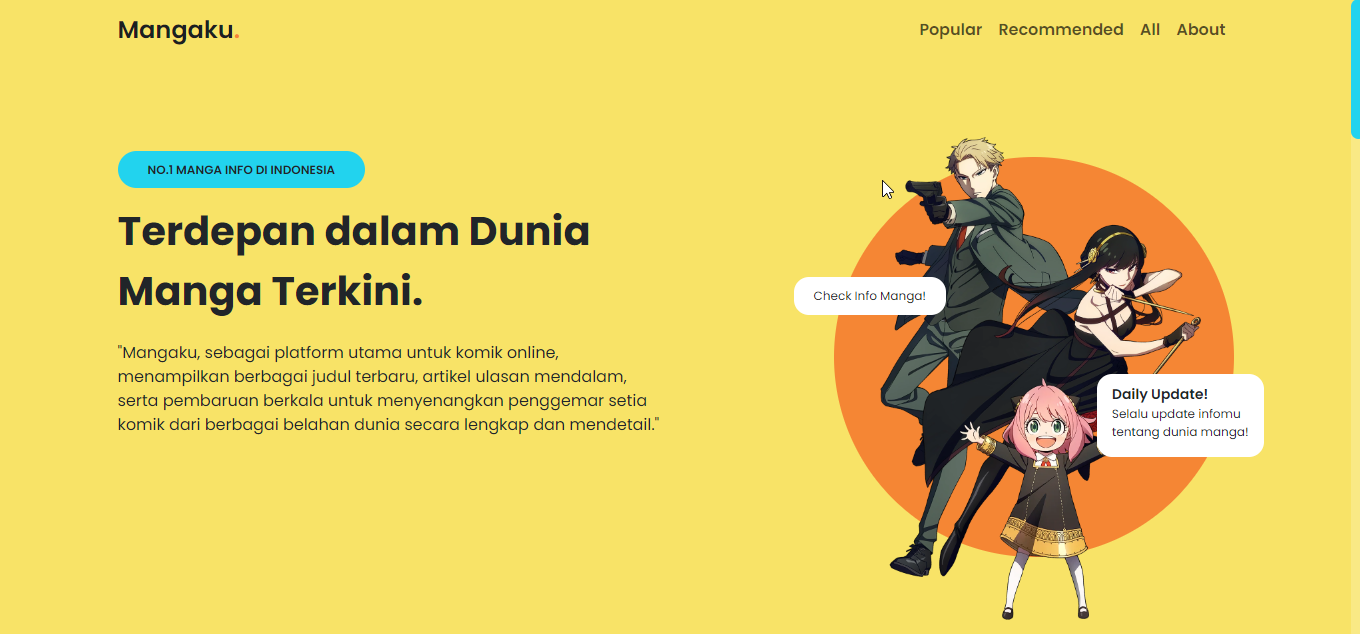 Mangaku.
Popular Recommended All About
NO.1 MANGA INFO DI INDONESIA
Terdepan dalam Dunia
Manga Terkini.
"Mangaku, sebagai platform utama untuk komik online,
menampilkan berbagai judul terbaru, artikel ulasan mendalam,
serta pembaruan berkala untuk menyenangkan penggemar setia
komik dari berbagai belahan dunia secara lengkap dan mendetail."
Check Info Manga!
Daily Update!
Selalu update infomu
tentang dunia manga!